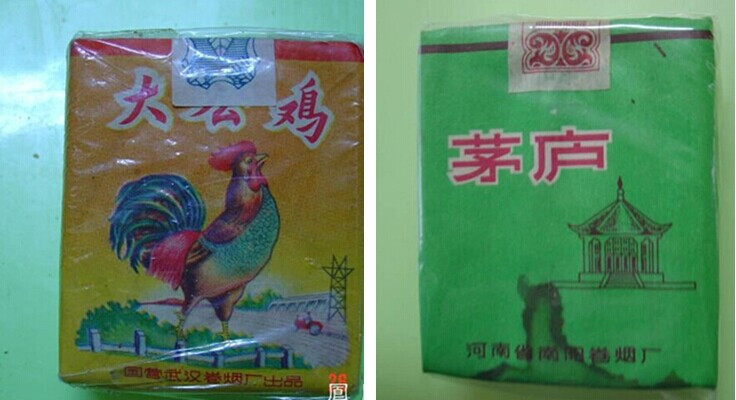 大公鸡
国营武汉卷烟厂出品
茅庐
河南省南阳卷烟厂